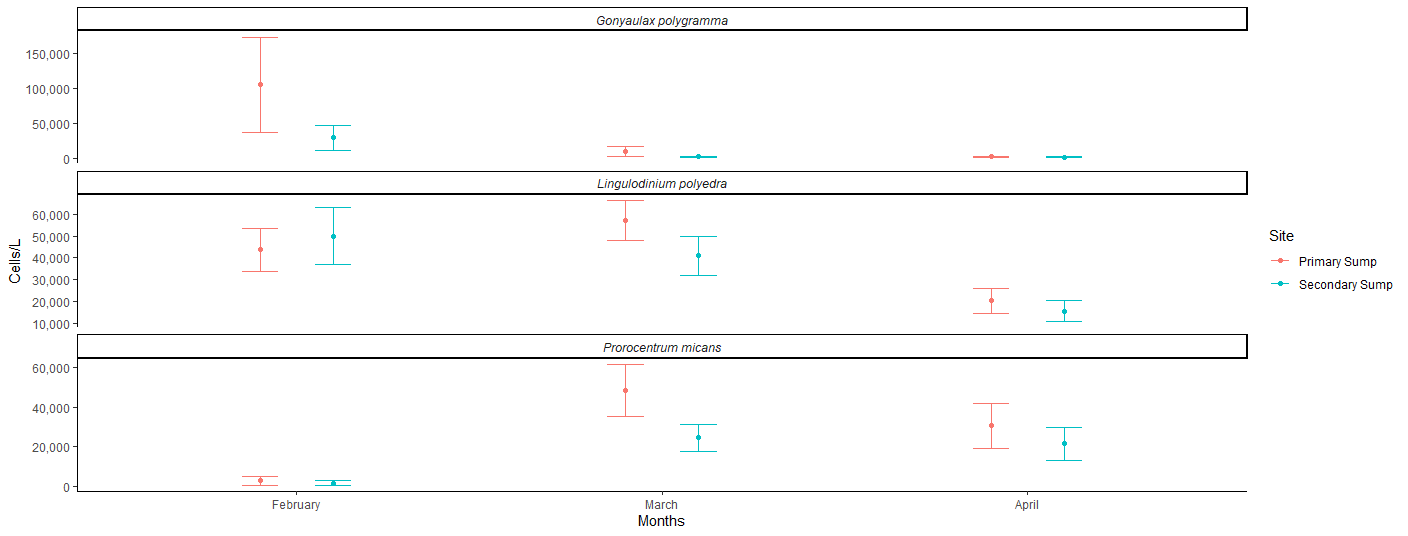 Gonyaulax polygramma
150,000
100,000
50,000
0
Lingulodinium polyedra
60,000
50,000
40,000
30,000
20,000
10,000
Prorocentrum micans
60,000
40,000
20,000
0
Cells/L
February March April
Months
Site
Primary Sump
Secondary Sump